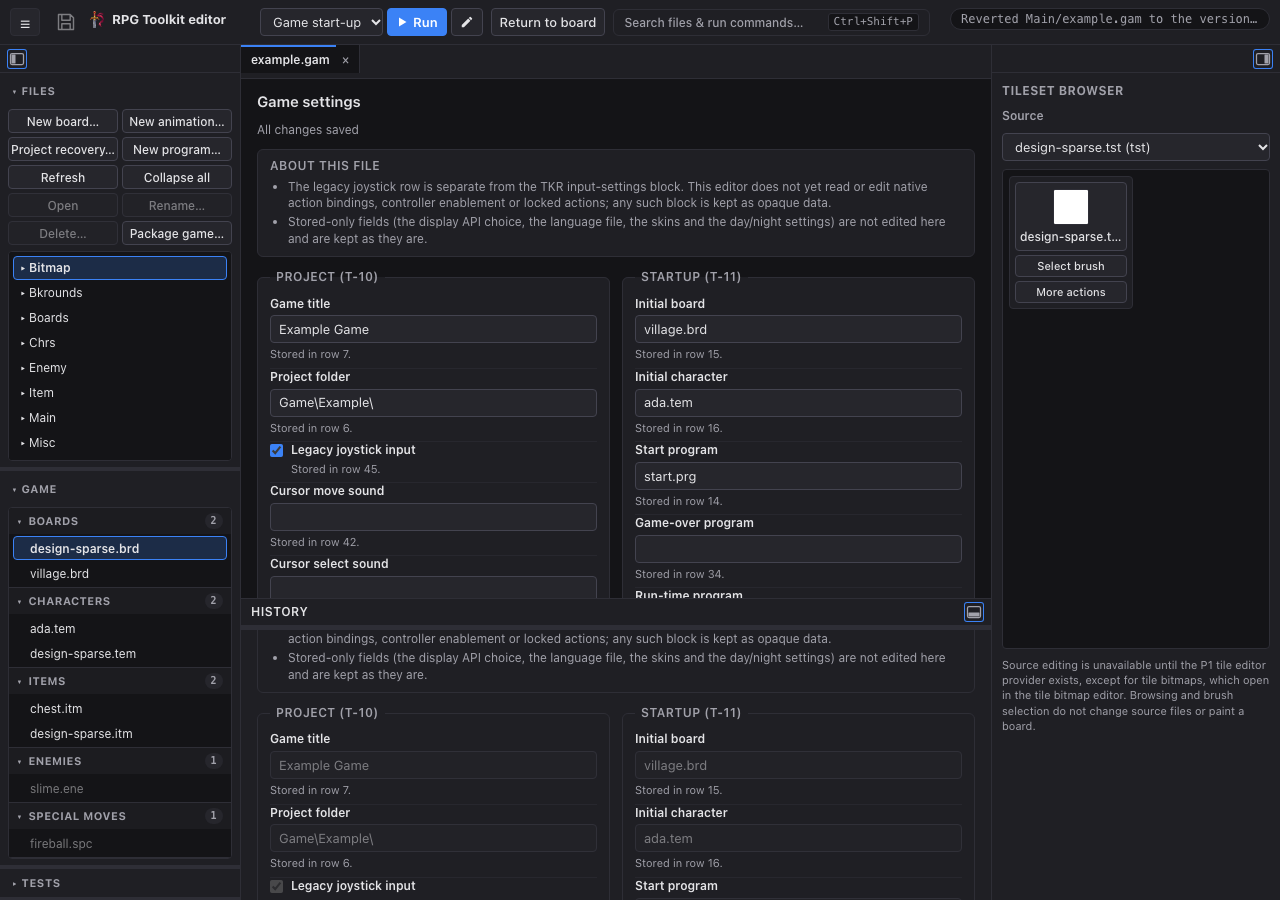 RPG Toolkit editor
Game start-up
Run
Return to board
Search files & run commands...
Ctrl+Shift+P
Reverted Main/example.gam to the version…
FILES
New board...
New animation...
Project recovery...
New program...
Refresh
Collapse all
Open
Rename...
Delete...
Package game...
Bitmap
Bkrounds
Boards
Chrs
Enemy
Item
Main
Misc
GAME
BOARDS
2
design-sparse.brd
village.brd
CHARACTERS
2
ada.tem
design-sparse.tem
ITEMS
2
chest.itm
design-sparse.itm
ENEMIES
1
slime.ene
SPECIAL MOVES
1
fireball.spc
TESTS
example.gam ×
Game settings
All changes saved
ABOUT THIS FILE
• The legacy joystick row is separate from the TKR input-settings block. This editor does not yet read or edit native
action bindings, controller enablement or locked actions; any such block is kept as opaque data.
• Stored-only fields (the display API choice, the language file, the skins and the day/night settings) are not edited here
and are kept as they are.
PROJECT (T-10)
Game title
Example Game
Stored in row 7.
Project folder
Game\Example\
Stored in row 6.
Legacy joystick input
Stored in row 45.
Cursor move sound
Stored in row 42.
Cursor select sound
STARTUP (T-11)
Initial board
village.brd
Stored in row 15.
Initial character
ada.tem
Stored in row 16.
Start program
start.prg
Stored in row 14.
Game-over program
Stored in row 34.
Run-time program
HISTORY
action bindings, controller enablement or locked actions; any such block is kept as opaque data.
• Stored-only fields (the display API choice, the language file, the skins and the day/night settings) are not edited here
and are kept as they are.
PROJECT (T-10)
Game title
Example Game
Stored in row 7.
Project folder
Game\Example\
Stored in row 6.
Legacy joystick input
STARTUP (T-11)
Initial board
village.brd
Stored in row 15.
Initial character
ada.tem
Stored in row 16.
Start program
TILESET BROWSER
Source
design-sparse.tst (tst)
design-sparse.t...
Select brush
More actions
Source editing is unavailable until the P1 tile editor
provider exists, except for tile bitmaps, which open
in the tile bitmap editor. Browsing and brush
selection do not change source files or paint a
board.